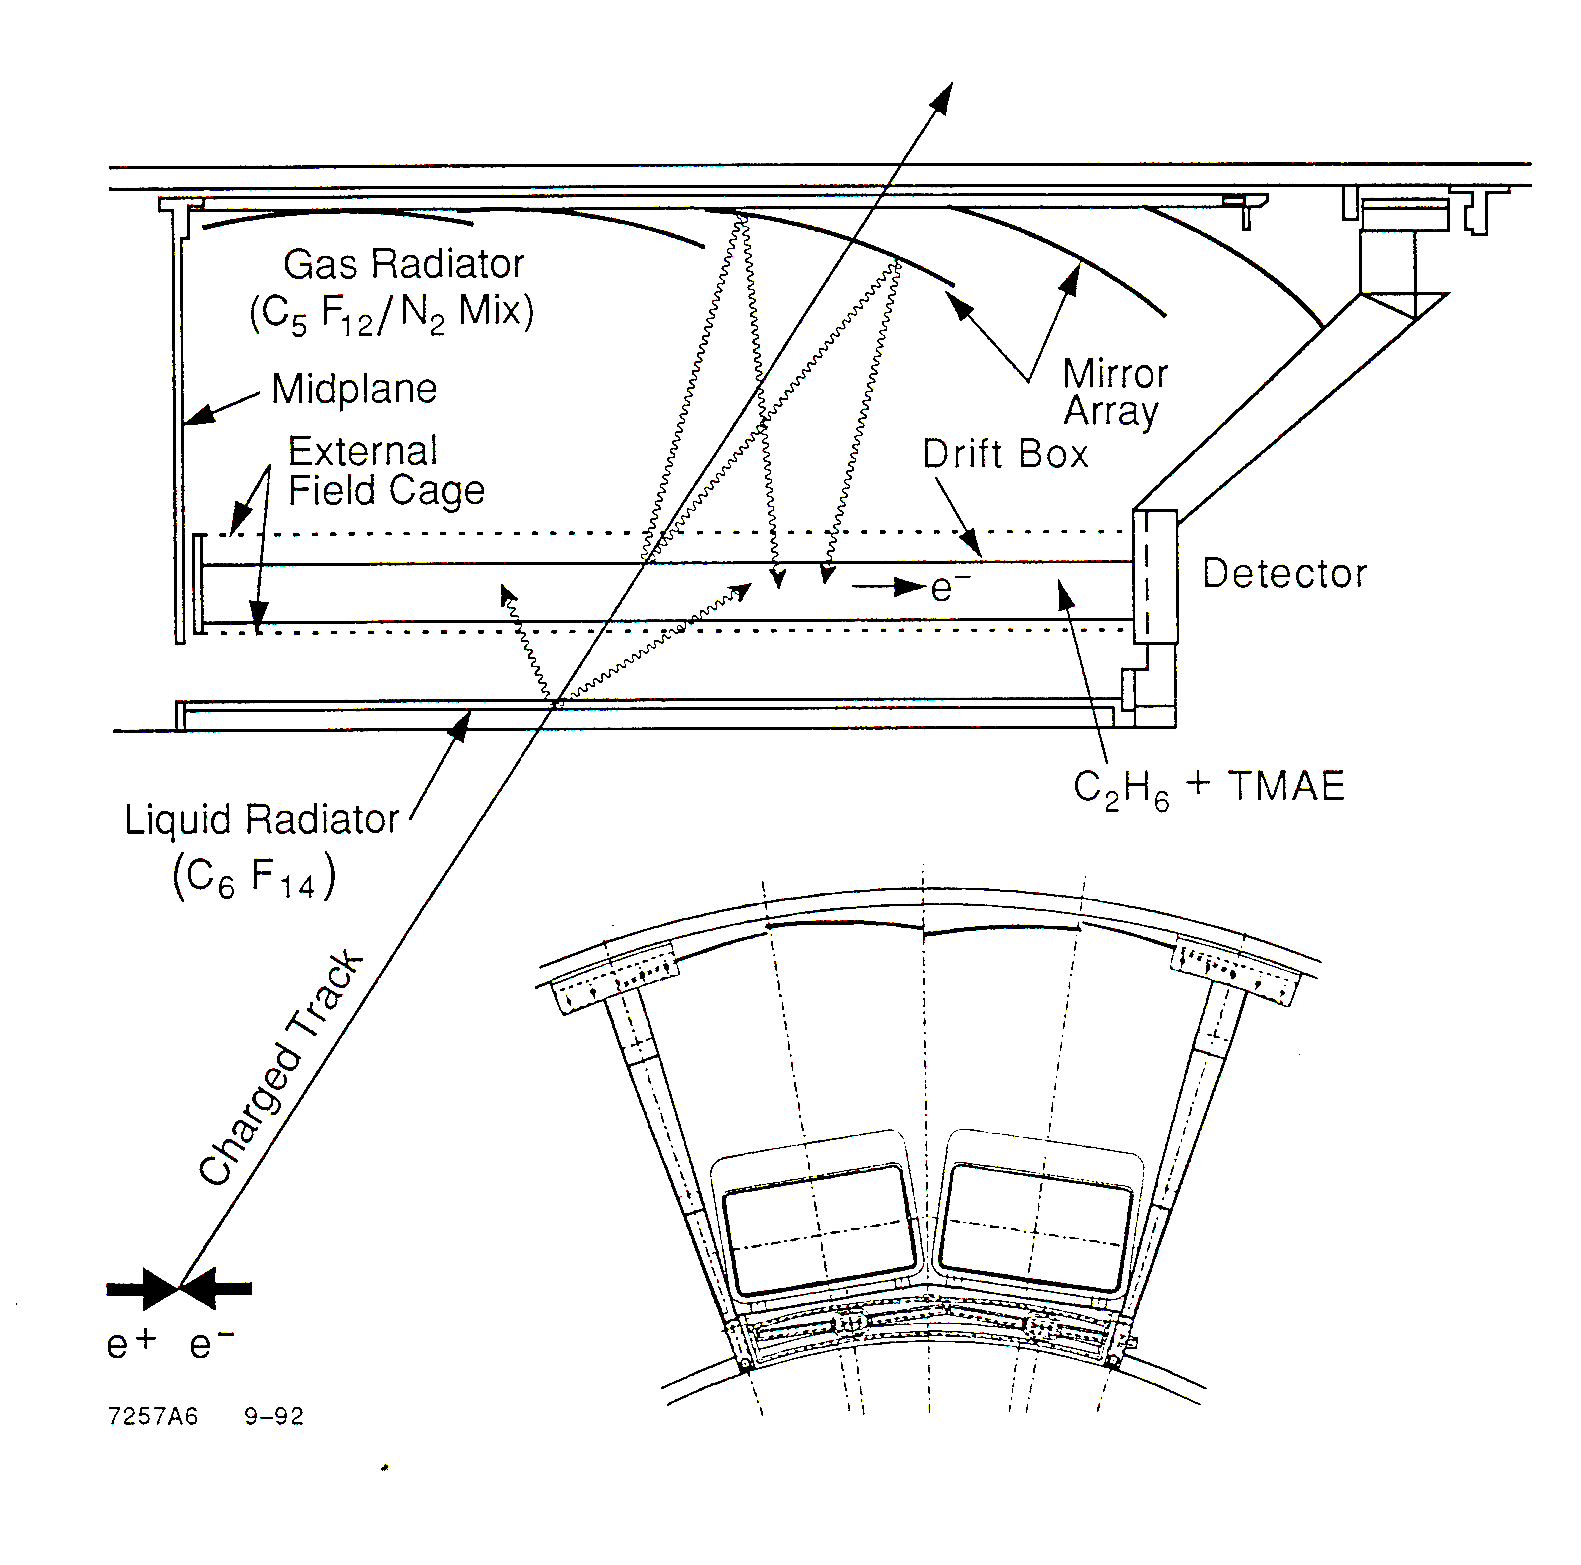 Gas Radiator
(C5 F12/N2 Mix)
Midplane
External
Field Cage
Mirror
Array
Drift Box
e−
Detector
C2H6 + TMAE
Liquid Radiator
(C6 F14)
Charged Track
e+ e−
7257A6 9-92